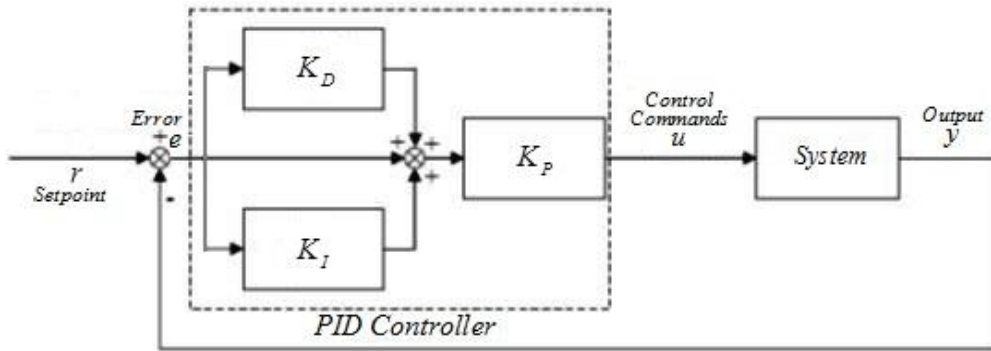 K_D
Error
e
+
+ +
+
-
r
Setpoint
K_P
Control
Commands
u
System
Output
y
K_I
PID Controller